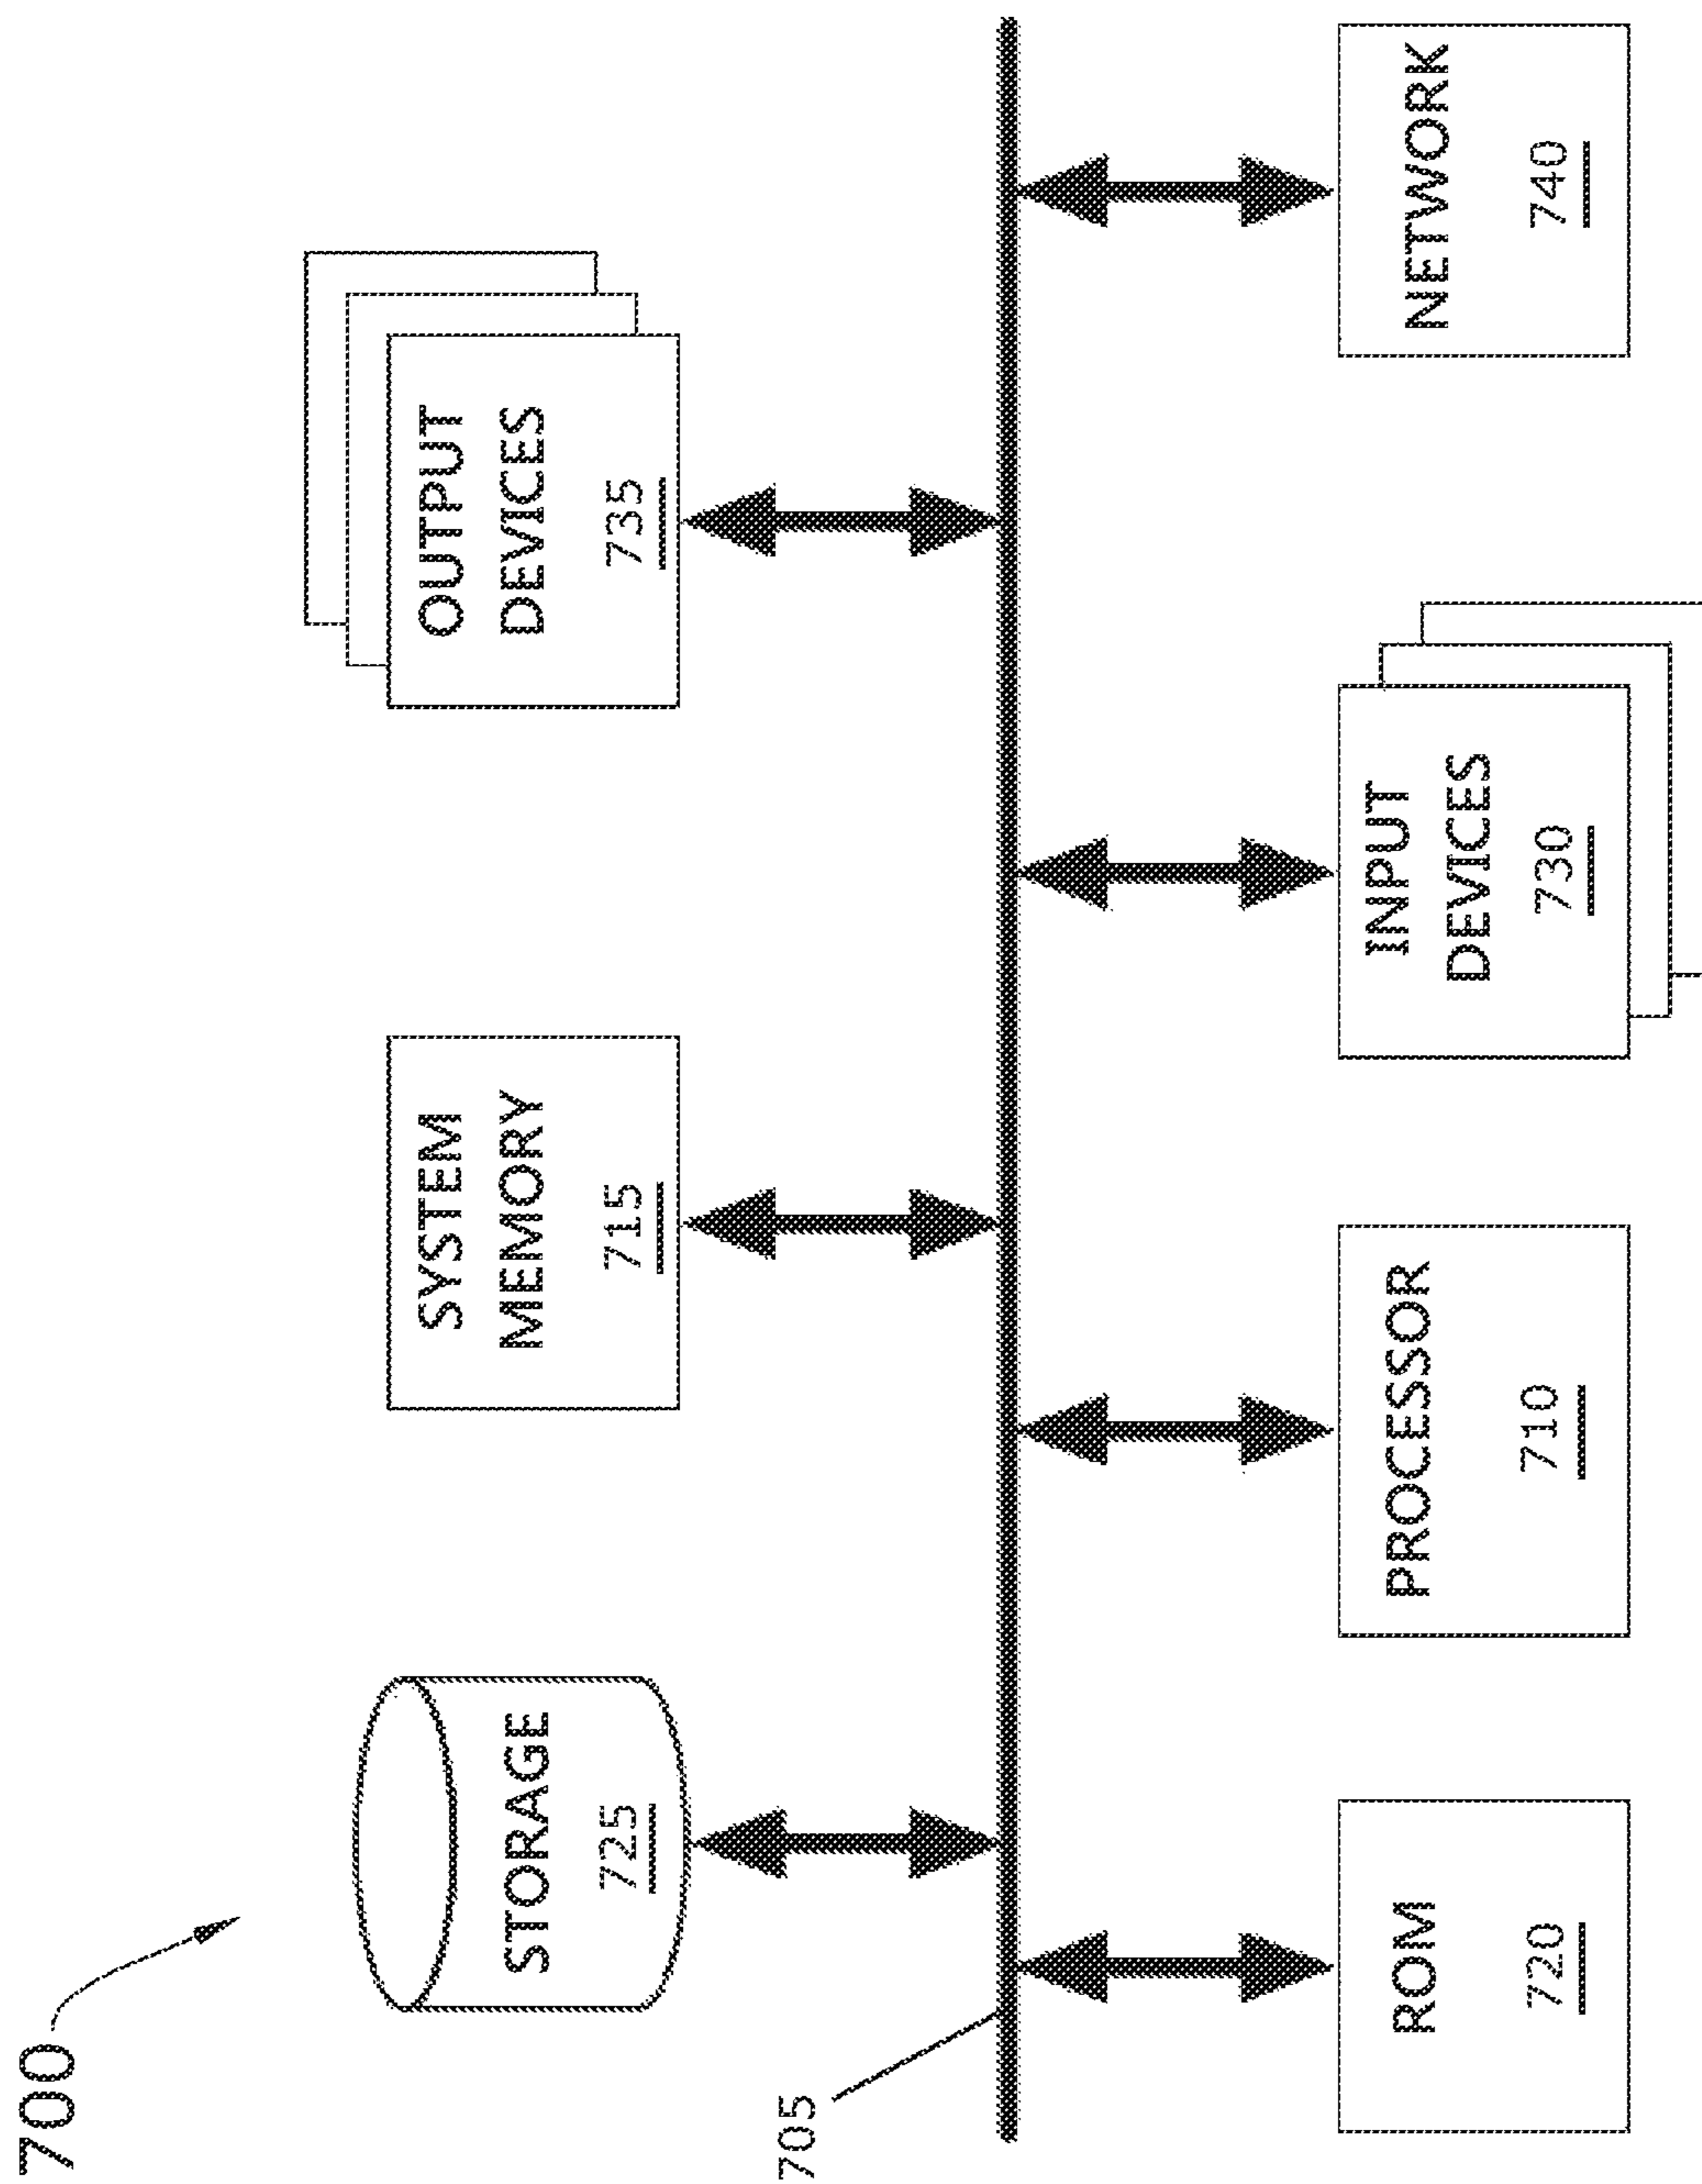 700
STORAGE
725
SYSTEM
MEMORY
715
OUTPUT
DEVICES
735
705
ROM
720
PROCESSOR
710
INPUT
DEVICES
730
NETWORK
740